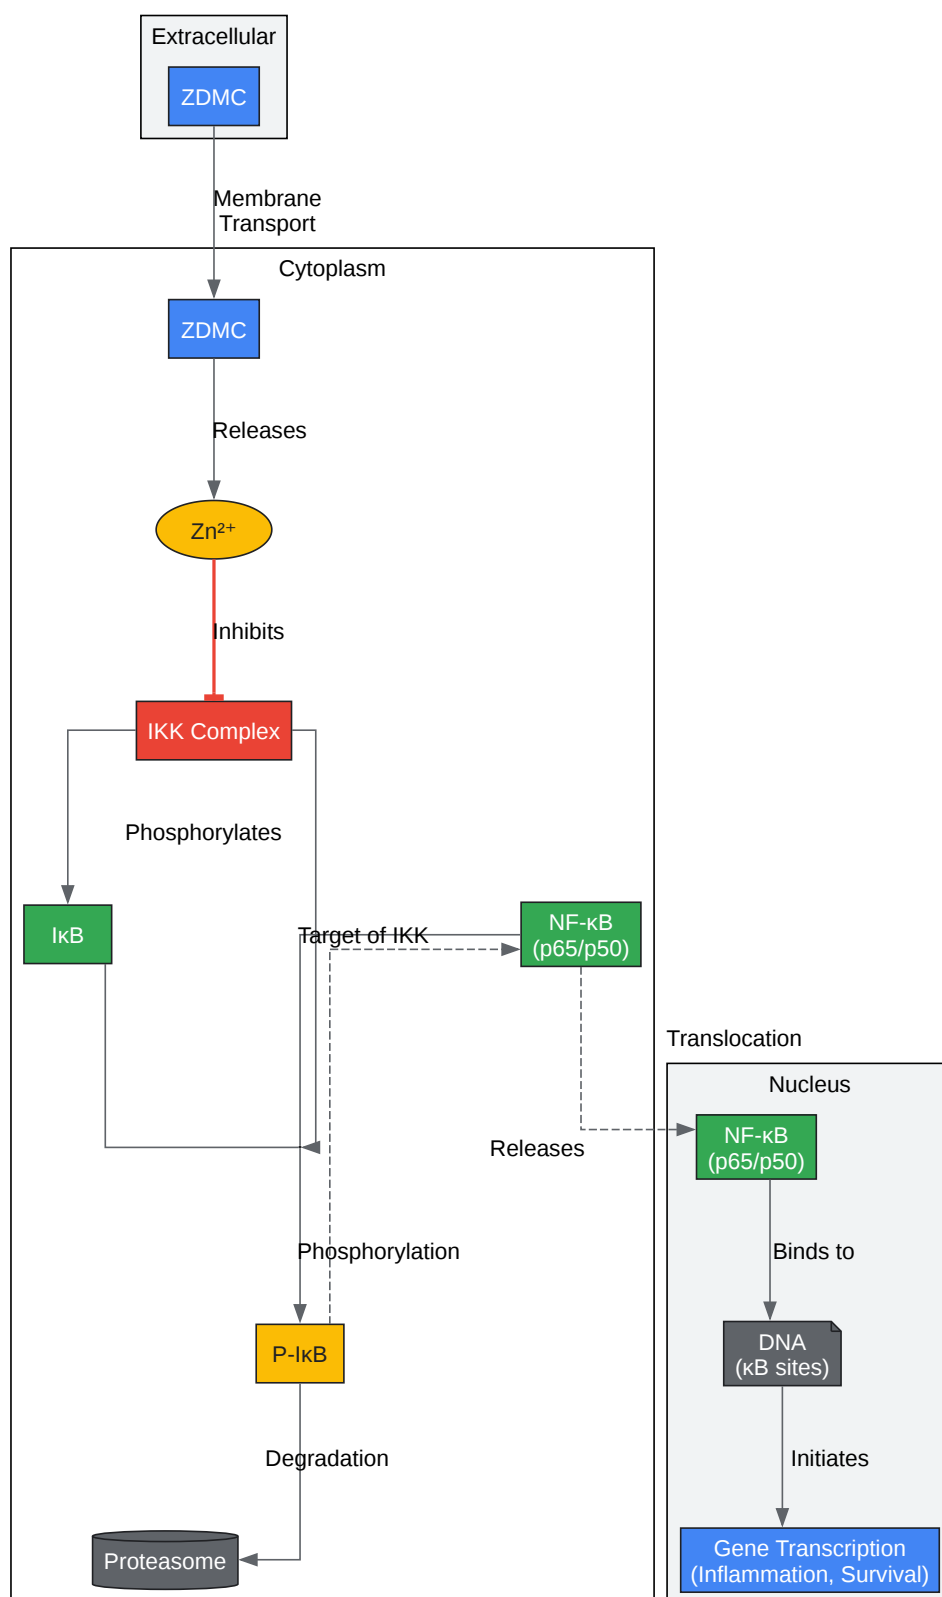 Extracellular
ZDMC
Membrane
Transport
Cytoplasm
ZDMC
Releases
Zn²⁺
Inhibits
IKK Complex
Phosphorylates
IκB
Target of IKK
NF-κB
(p65/p50)
Translocation
Nucleus
NF-κB
(p65/p50)
Releases
Phosphorylation
Binds to
P-IκB
DNA
(κB sites)
Degradation
Initiates
Proteasome
Gene Transcription
(Inflammation, Survival)